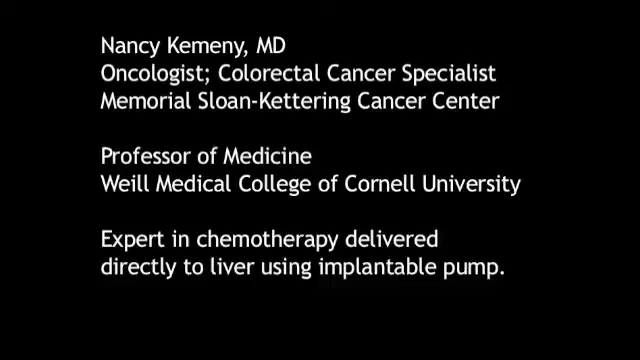 Nancy Kemeny, MD
Oncologist; Colorectal Cancer Specialist
Memorial Sloan-Kettering Cancer Center
Professor of Medicine
Weill Medical College of Cornell University
Expert in chemotherapy delivered
directly to liver using implantable pump.